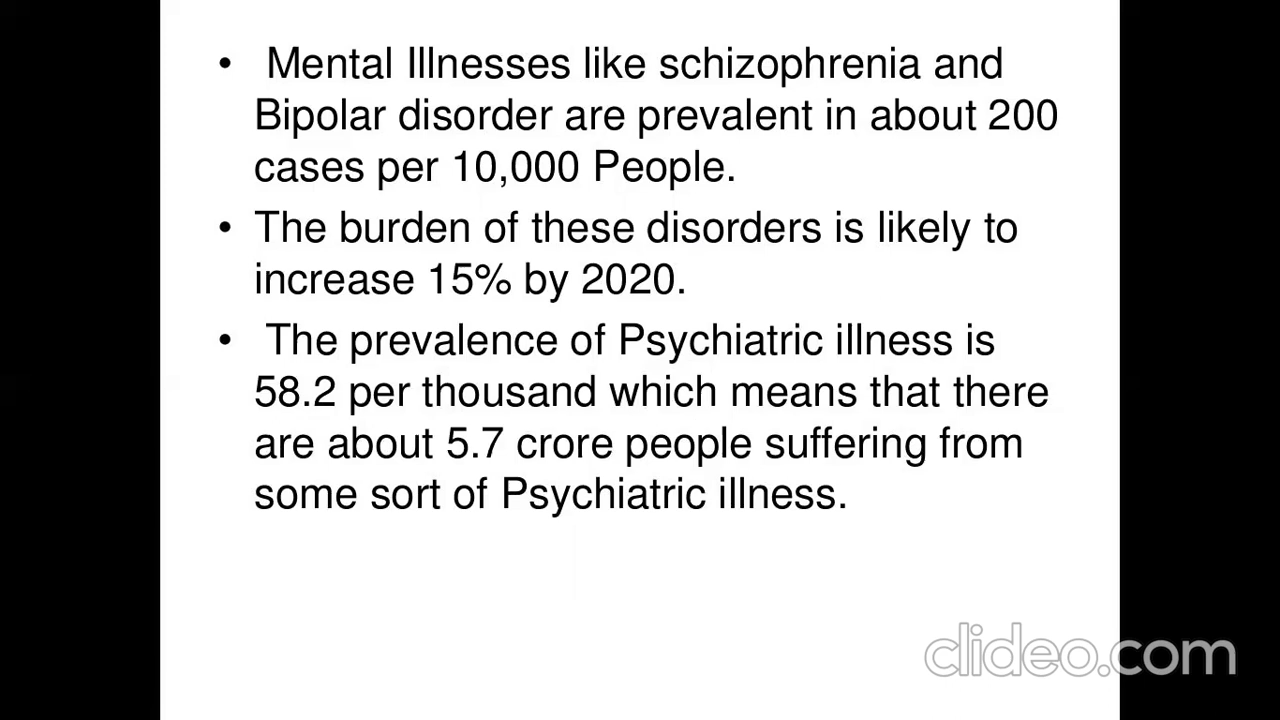 • Mental Illnesses like schizophrenia and
Bipolar disorder are prevalent in about 200
cases per 10,000 People.
• The burden of these disorders is likely to
increase 15% by 2020.
• The prevalence of Psychiatric illness is
58.2 per thousand which means that there
are about 5.7 crore people suffering from
some sort of Psychiatric illness.
clideo.com